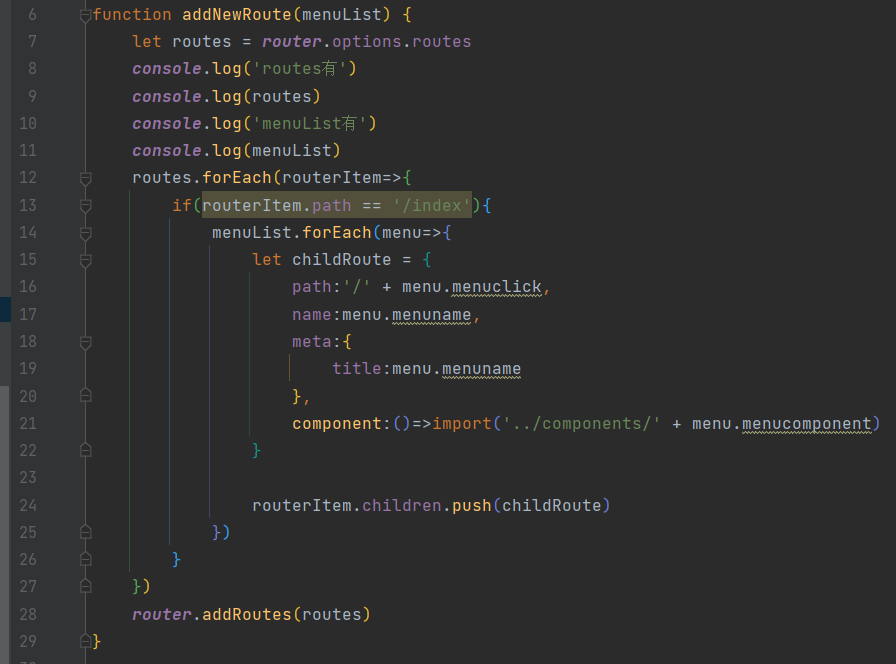 6 function addNewRoute(menuList) {
7     let routes = router.options.routes
8     console.log('routes有')
9     console.log(routes)
10     console.log('menuList有')
11     console.log(menuList)
12     routes.forEach(routerItem=>{
13         if(routerItem.path == '/index'){
14             menuList.forEach(menu=>{
15                 let childRoute = {
16                     path:'/' + menu.menuclick,
17                     name:menu.menuname,
18                     meta:{
19                         title:menu.menuname
20                     },
21                     component:()=>import('../components/' + menu.menucomponent)
22                 }
23
24                 routerItem.children.push(childRoute)
25             })
26         }
27     })
28     router.addRoutes(routes)
29 }